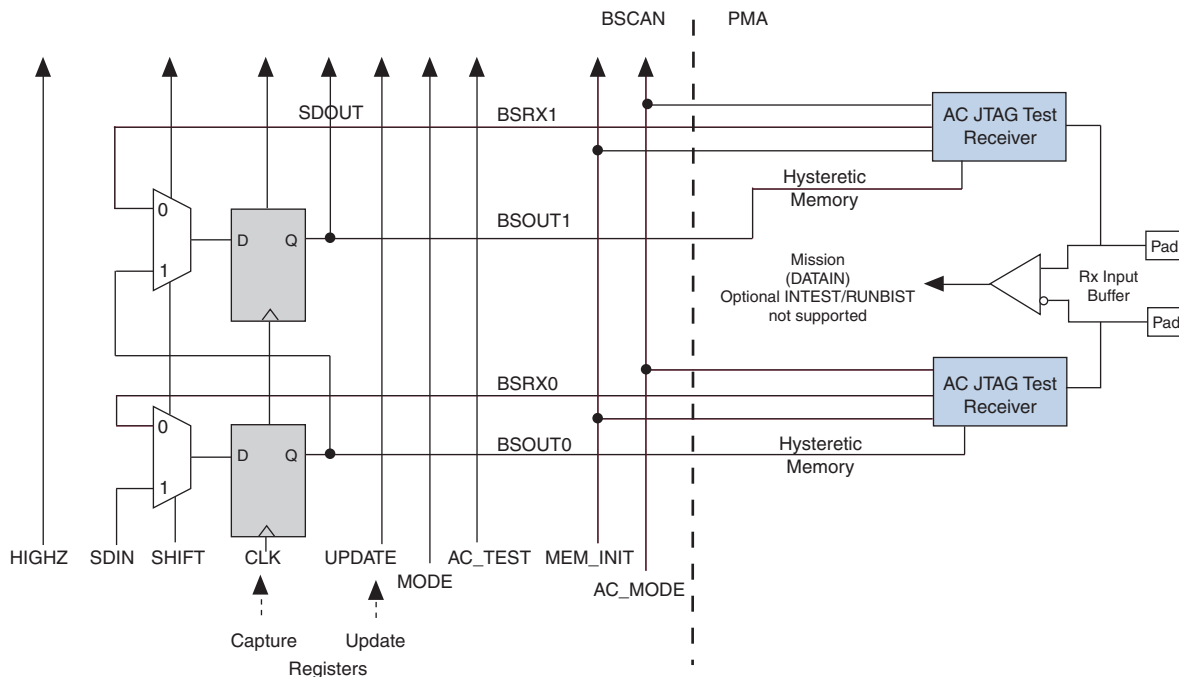 BSCAN
PMA
SDOUT
BSRX1
AC JTAG Test
Receiver
Hysteretic
Memory
0
1
D
Q
BSOUT1
Mission
(DATAIN)
Optional INTEST/RUNBIST
not supported
Rx Input
Buffer
Pad
Pad
BSRX0
AC JTAG Test
Receiver
0
1
D
Q
BSOUT0
Hysteretic
Memory
HIGHZ
SDIN
SHIFT
CLK
UPDATE
MODE
AC_TEST
MEM_INIT
AC_MODE
Capture
Update
Registers